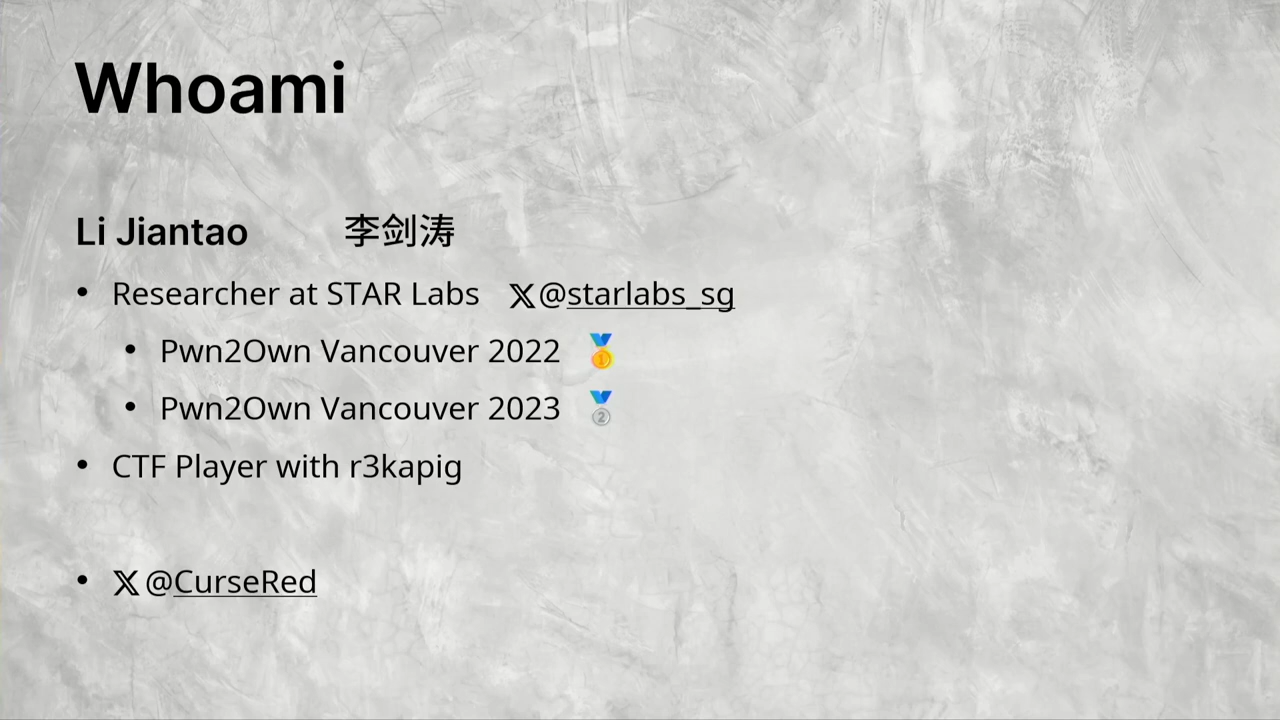 Whoami
Li Jiantao 李剑涛
• Researcher at STAR Labs 𝕏@starlabs_sg
• Pwn2Own Vancouver 2022 🥇
• Pwn2Own Vancouver 2023 🥈
• CTF Player with r3kapig
• 𝕏@CurseRed